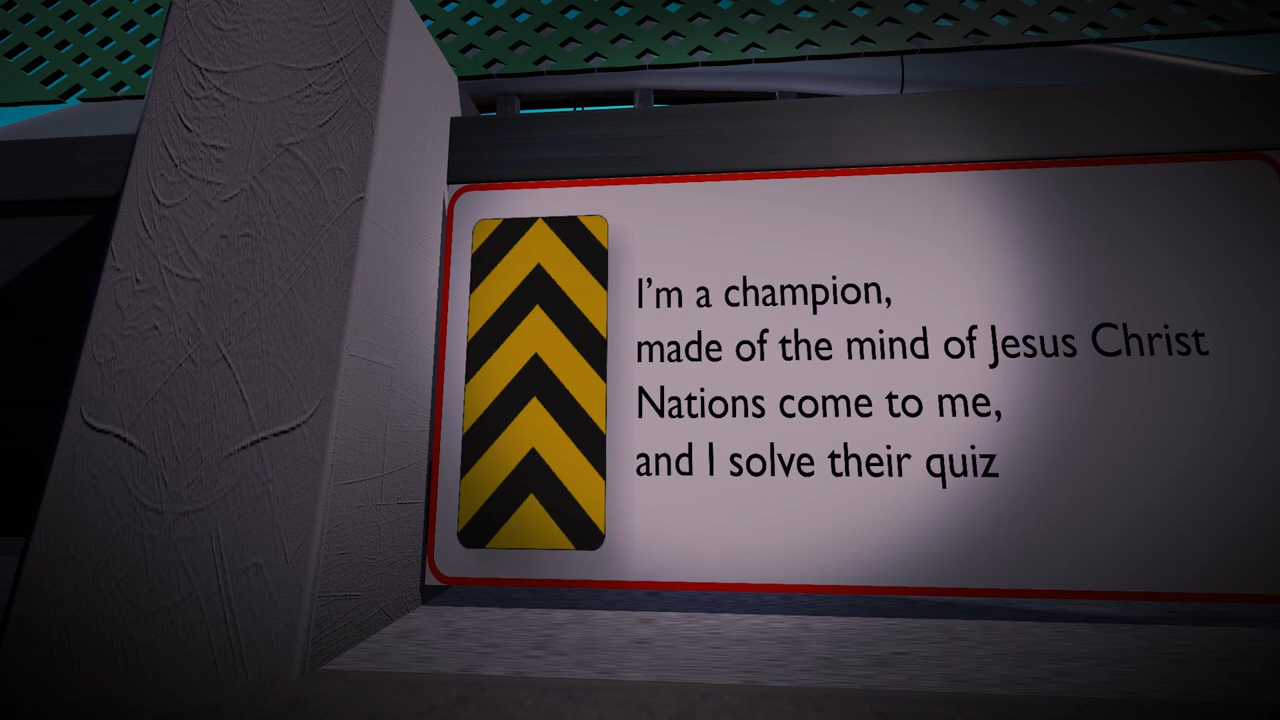 I'm a champion,
made of the mind of Jesus Christ
Nations come to me,
and I solve their quiz